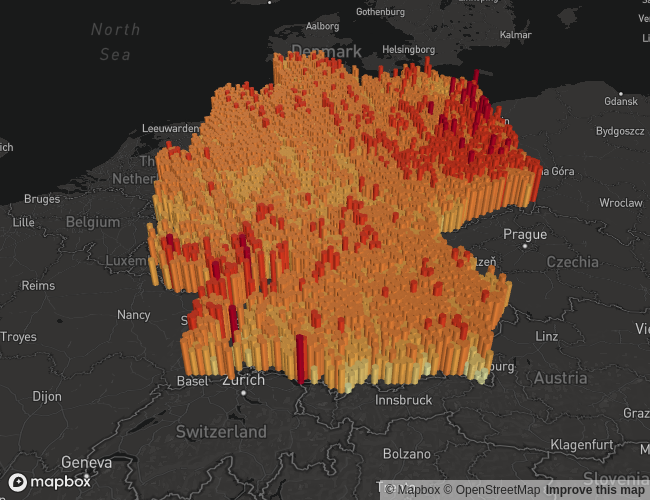 Gothenburg
Aalborg
Kalmar
North
Sea
Denmark
Helsingborg
Gdansk
Leeuwarden
Bydgoszcz
Nether
a Góra
Bruges
Wroclaw
Lille
Belgium
Prague
Luxem
Czechia
Reims
Nancy
Troyes
Linz
Basel
Zürich
Austria
Dijon
Innsbruck
Graz
Switzerland
Klagenfurt
Bolzano
Geneva
Slovenia
mapbox
© Mapbox © OpenStreetMap Improve this map